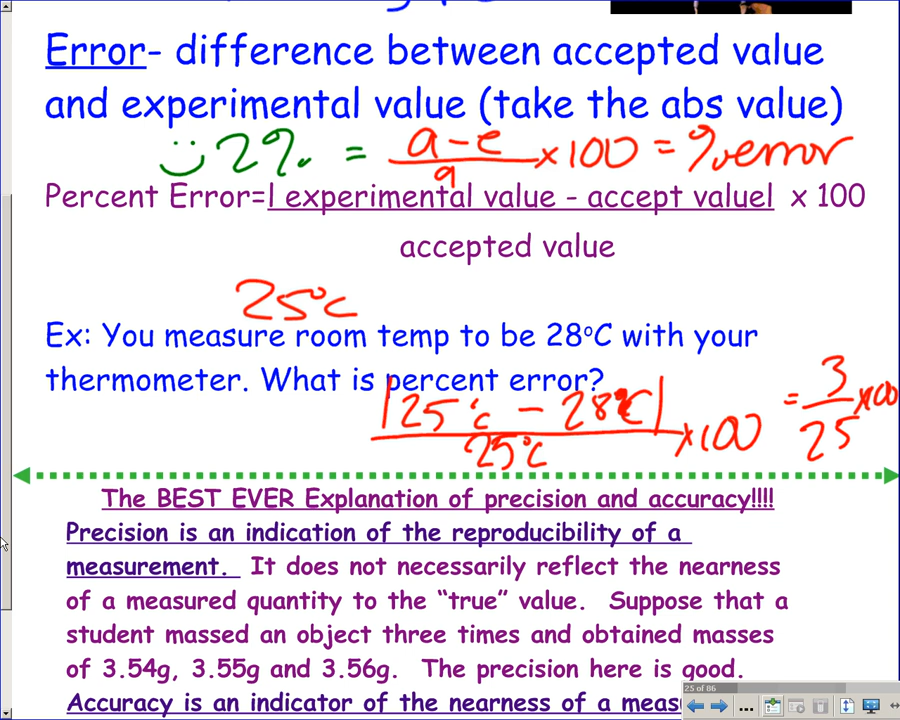 Error- difference between accepted value
and experimental value (take the abs value)
2% = a-e/a x100 = % error
Percent Error=l experimental value - accept valuel x 100
accepted value
25°C
Ex: You measure room temp to be 28°C with your
thermometer. What is percent error?
|25°C - 28°C|/25°C x100 = 3/25 x100
The BEST EVER Explanation of precision and accuracy!!!!
Precision is an indication of the reproducibility of a
measurement. It does not necessarily reflect the nearness
of a measured quantity to the “true” value. Suppose that a
student massed an object three times and obtained masses
of 3.54g, 3.55g and 3.56g. The precision here is good.
Accuracy is an indicator of the nearness of a
25 of 86